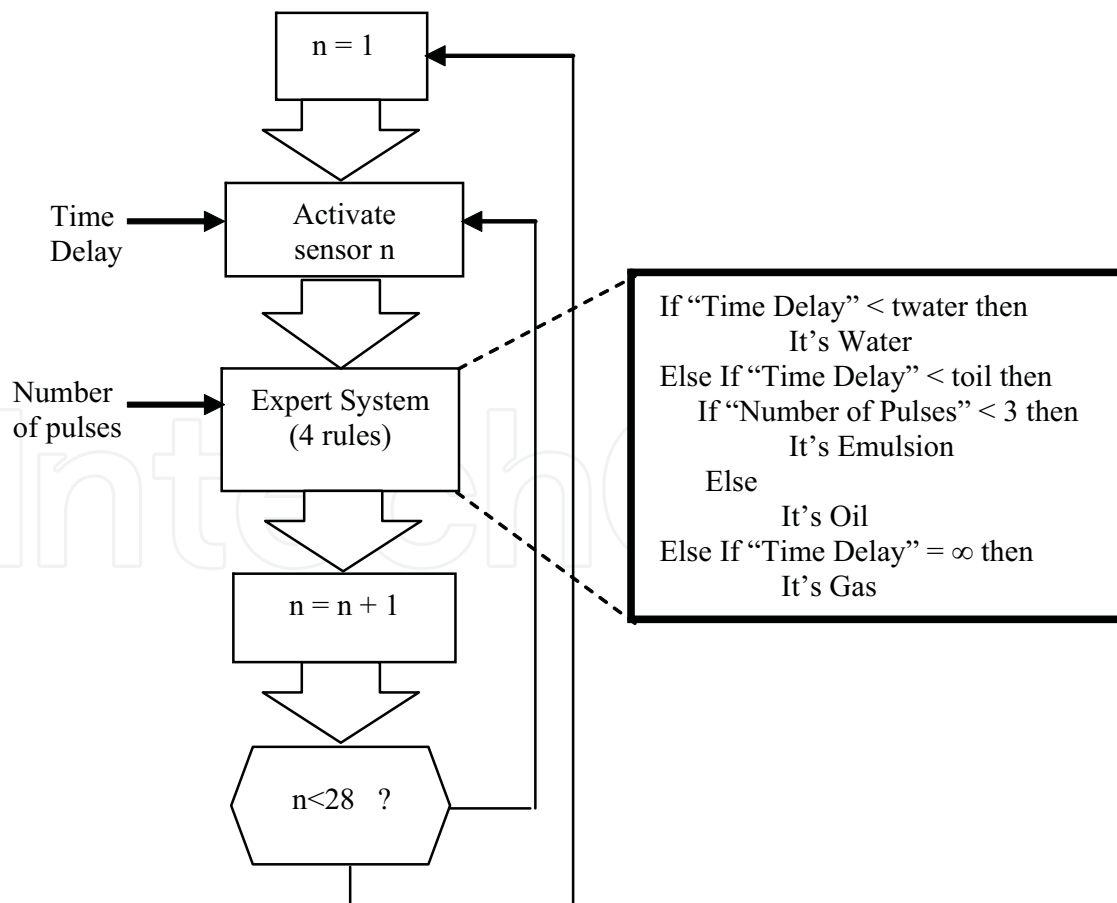 n = 1
Time
Delay
Activate
sensor n
Number
of pulses
Expert System
(4 rules)
If “Time Delay” < twater then
It’s Water
Else If “Time Delay” < toil then
If “Number of Pulses” < 3 then
It’s Emulsion
Else
It’s Oil
Else If “Time Delay” = ∞ then
It’s Gas
n = n + 1
n<28 ?